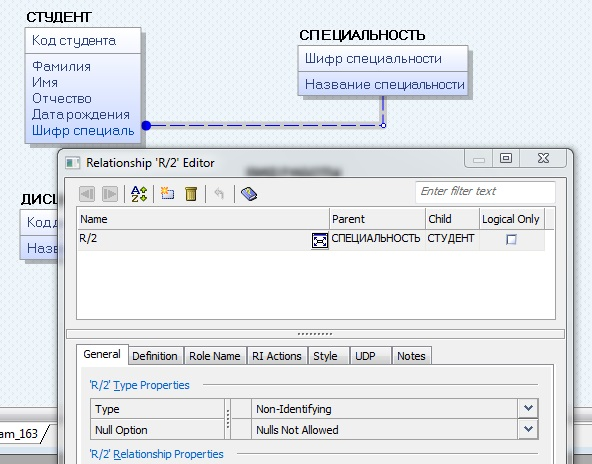 СТУДЕНТ
Код студента
Фамилия
Имя
Отчество
Дата рождения
Шифр специаль
СПЕЦИАЛЬНОСТЬ
Шифр специальности
Название специальности
ДИСЦ
Код д
Назв
Relationship 'R/2' Editor
Enter filter text
Name Parent Child Logical Only
R/2 СПЕЦИАЛЬНОСТЬ СТУДЕНТ
General Definition Role Name RI Actions Style UDP Notes
'R/2' Type Properties
Type Non-Identifying
Null Option Nulls Not Allowed
'R/2' Relationship Properties
am_163